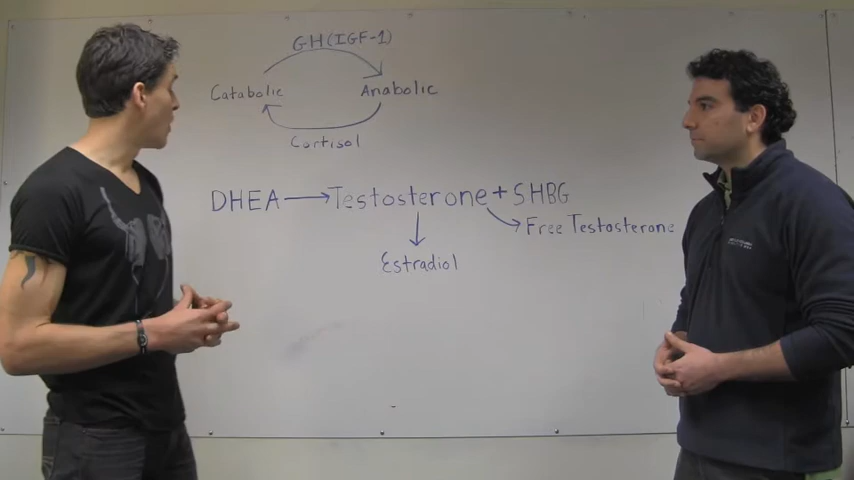 GH(IGF-1)
Catabolic Anabolic
Cortisol
DHEA → Testosterone + SHBG
Free Testosterone
Estradiol